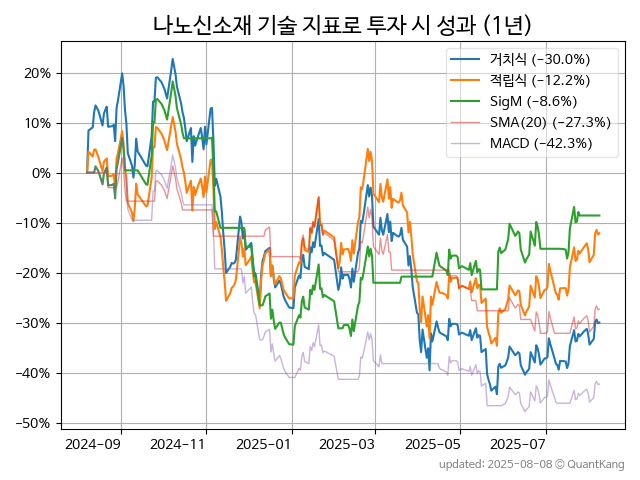 나노신소재 기술 지표로 투자 시 성과 (1년)
거치식 (−30.0%)
적립식 (−12.2%)
SigM (−8.6%)
SMA(20) (−27.3%)
MACD (−42.3%)
20%
10%
0%
−10%
−20%
−30%
−40%
−50%
2024-09 2024-11 2025-01 2025-03 2025-05 2025-07
updated: 2025-08-08 © QuantKang